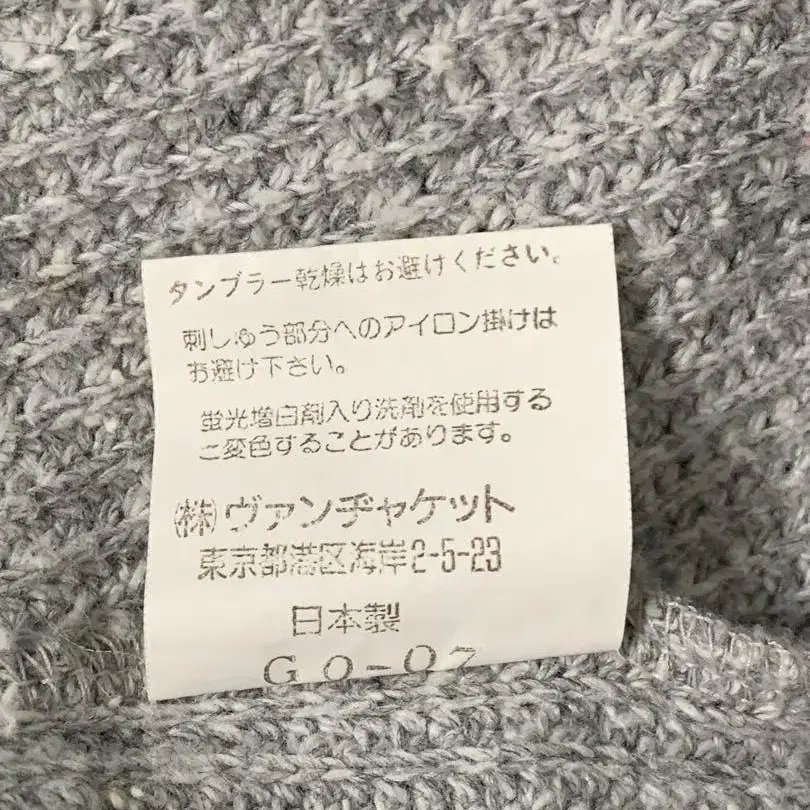 タンブラー乾燥はお避けください。
刺しゅう部分へのアイロン掛けは
お避け下さい。
蛍光増白剤入り洗剤を使用する
と変色することがあります。
㈱ヴァンヂャケット
東京都港区海岸2-5-23
日本製
GO-07